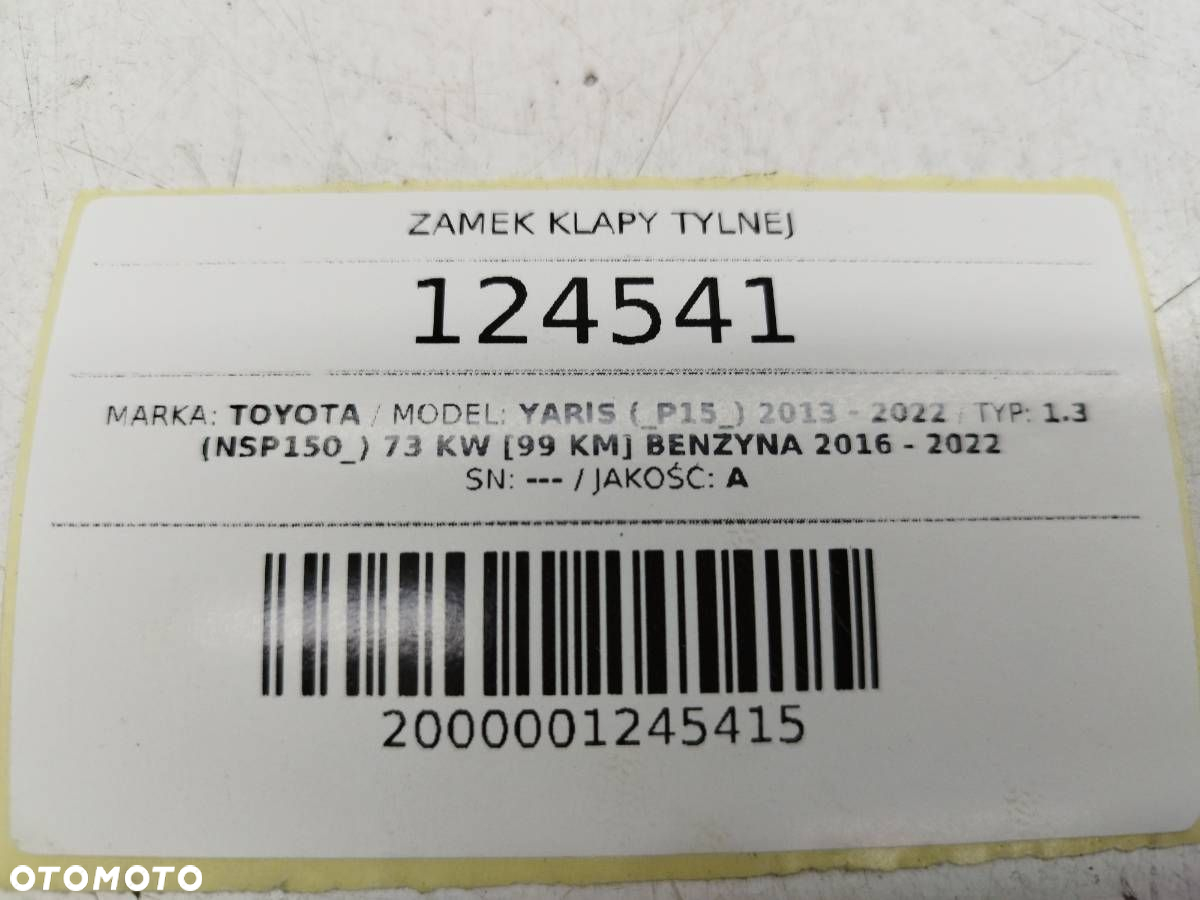 ZAMEK KLAPY TYLNEJ
124541
MARKA: TOYOTA / MODEL: YARIS (_P15_) 2013 - 2022 / TYP: 1.3
(NSP150_) 73 KW [99 KM] BENZYNA 2016 - 2022
SN: --- / JAKOŚĆ: A
2000001245415
OTOMOTO